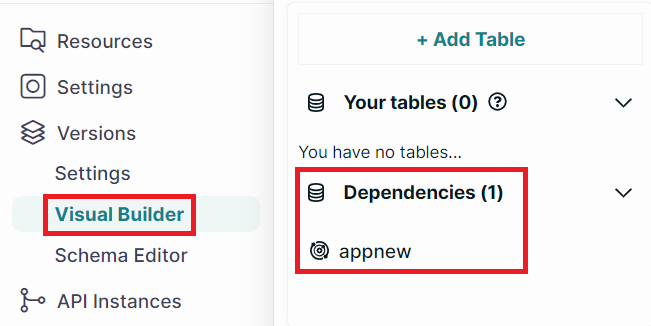 Resources
Settings
Versions
Settings
Visual Builder
Schema Editor
API Instances
+ Add Table
Your tables (0) ?
You have no tables...
Dependencies (1)
appnew